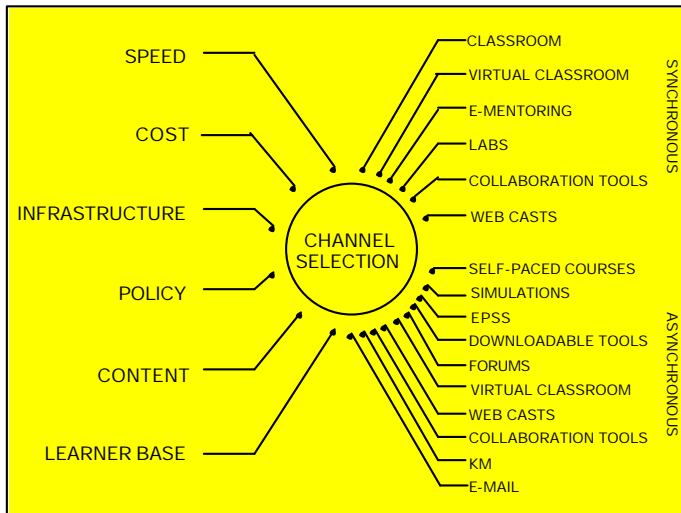 SPEED
COST
INFRASTRUCTURE
POLICY
CONTENT
LEARNER BASE
CHANNEL
SELECTION
CLASSROOM
VIRTUAL CLASSROOM
E-MENTORING
LABS
COLLABORATION TOOLS
WEB CASTS
SYNCHRONOUS
SELF-PACED COURSES
SIMULATIONS
EPSS
DOWNLOADABLE TOOLS
FORUMS
VIRTUAL CLASSROOM
WEB CASTS
COLLABORATION TOOLS
KM
E-MAIL
ASYNCHRONOUS